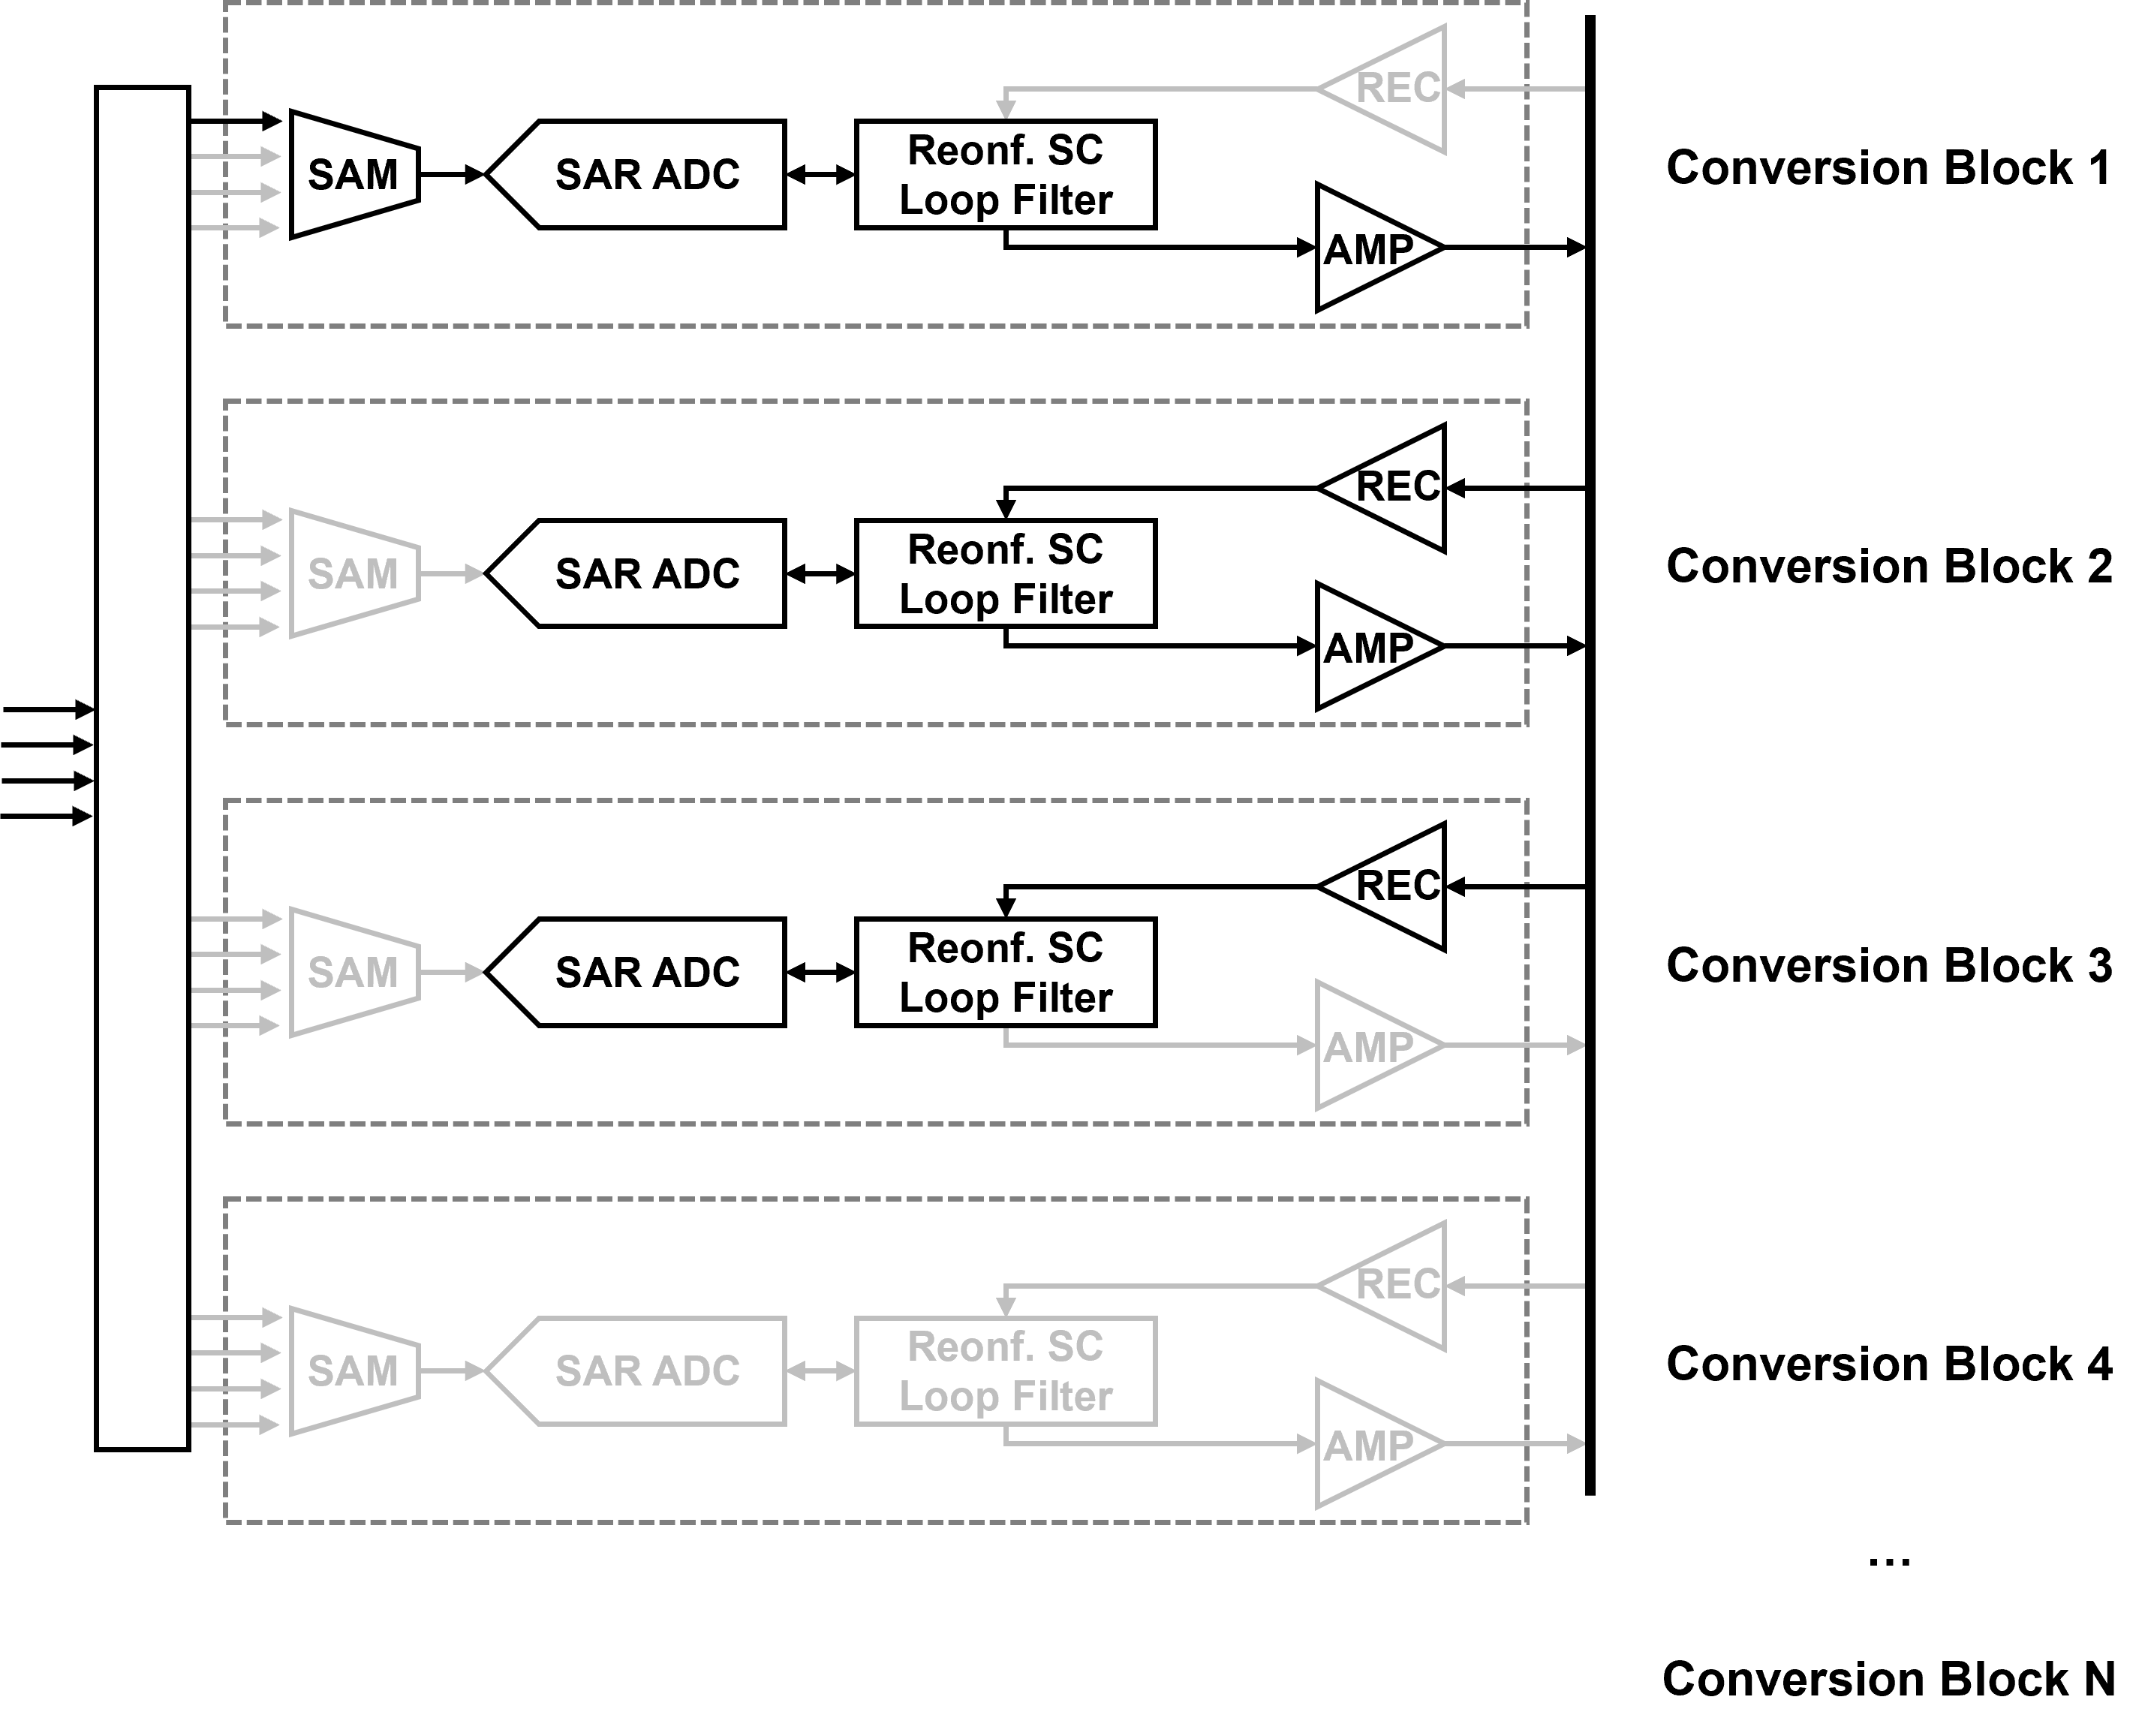 REC
SAM
SAR ADC
Reonf. SC
Loop Filter
AMP
Conversion Block 1
REC
SAM
SAR ADC
Reonf. SC
Loop Filter
AMP
Conversion Block 2
REC
SAM
SAR ADC
Reonf. SC
Loop Filter
AMP
Conversion Block 3
REC
SAM
SAR ADC
Reonf. SC
Loop Filter
AMP
Conversion Block 4
...
Conversion Block N